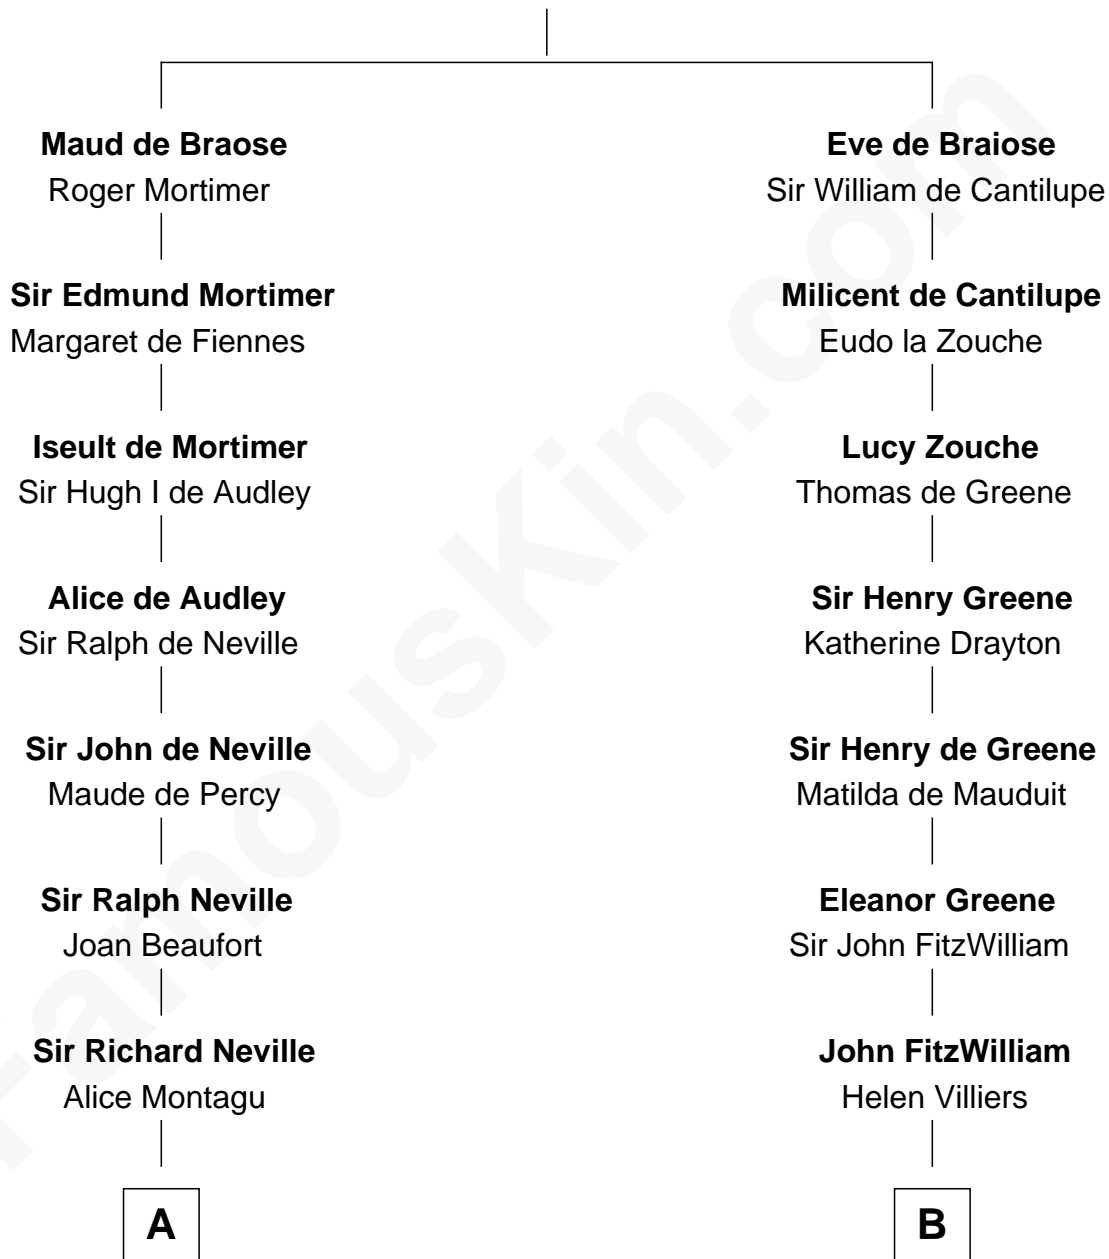 Maud de Braose
Roger Mortimer
Sir Edmund Mortimer
Margaret de Fiennes
Iseult de Mortimer
Sir Hugh I de Audley
Alice de Audley
Sir Ralph de Neville
Sir John de Neville
Maude de Percy
Sir Ralph Neville
Joan Beaufort
Sir Richard Neville
Alice Montagu
A
Eve de Braiose
Sir William de Cantilupe
Milicent de Cantilupe
Eudo la Zouche
Lucy Zouche
Thomas de Greene
Sir Henry Greene
Katherine Drayton
Sir Henry de Greene
Matilda de Mauduit
Eleanor Greene
Sir John FitzWilliam
John FitzWilliam
Helen Villiers
B
FamousKin.com